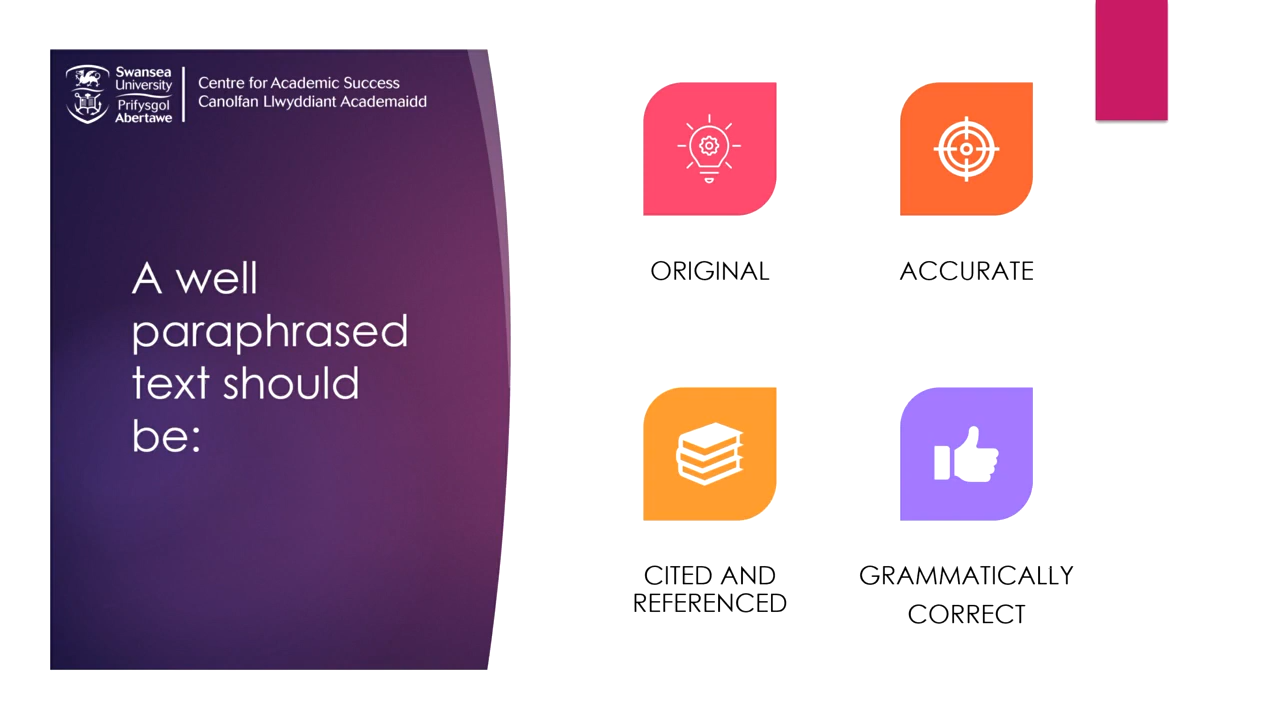 Swansea
University
Prifysgol
Abertawe
Centre for Academic Success
Canolfan Llwyddiant Academaidd
A well
paraphrased
text should
be:
ORIGINAL
ACCURATE
CITED AND
REFERENCED
GRAMMATICALLY
CORRECT